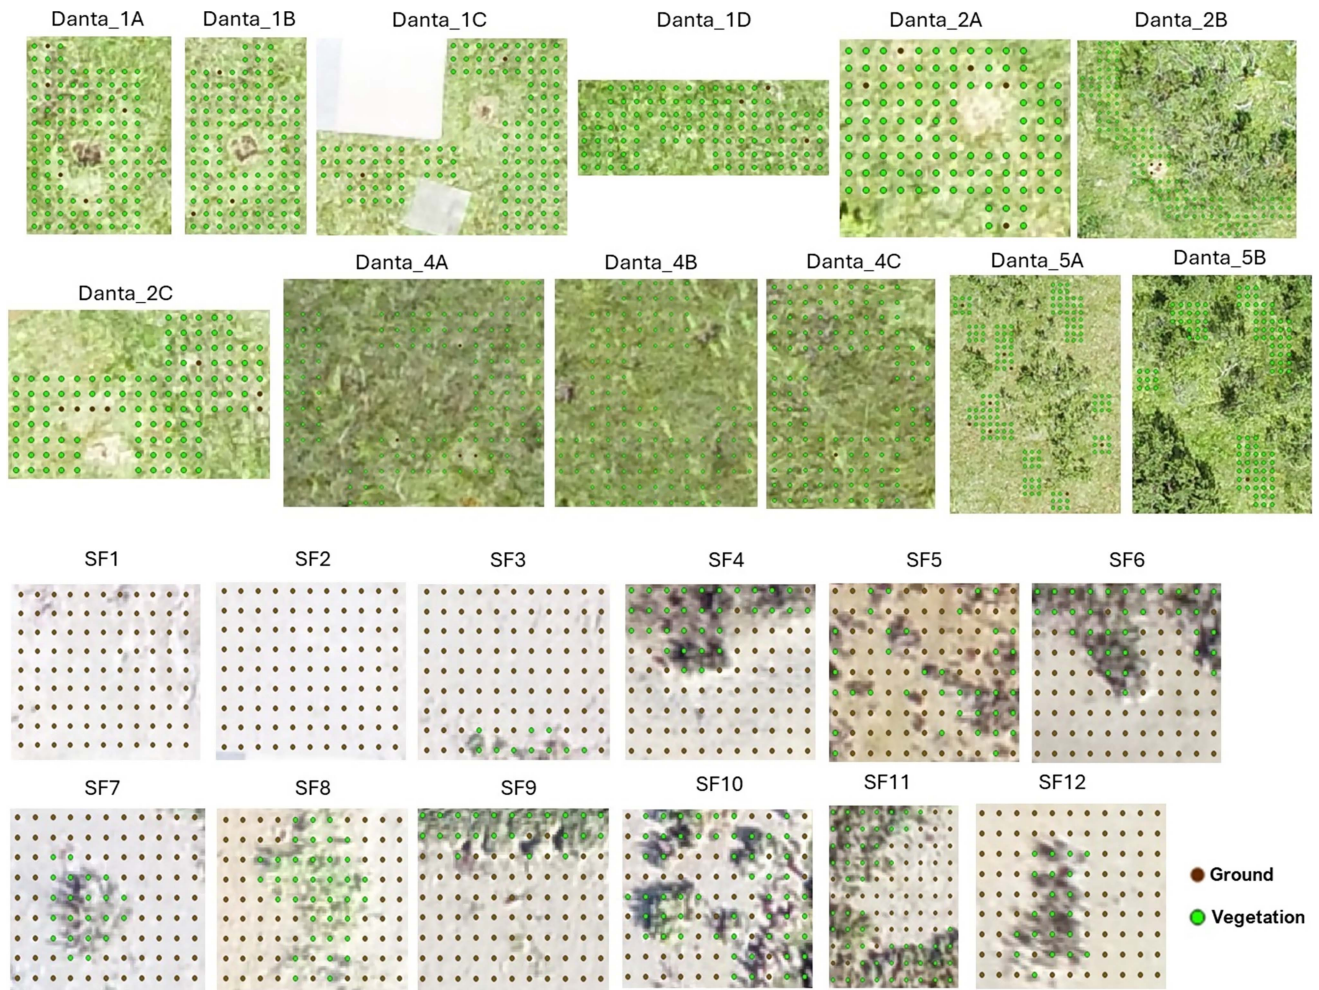 Danta_1A
Danta_1B
Danta_1C
Danta_1D
Danta_2A
Danta_2B
Danta_2C
Danta_4A
Danta_4B
Danta_4C
Danta_5A
Danta_5B
SF1
SF2
SF3
SF4
SF5
SF6
SF7
SF8
SF9
SF10
SF11
SF12
Ground
Vegetation